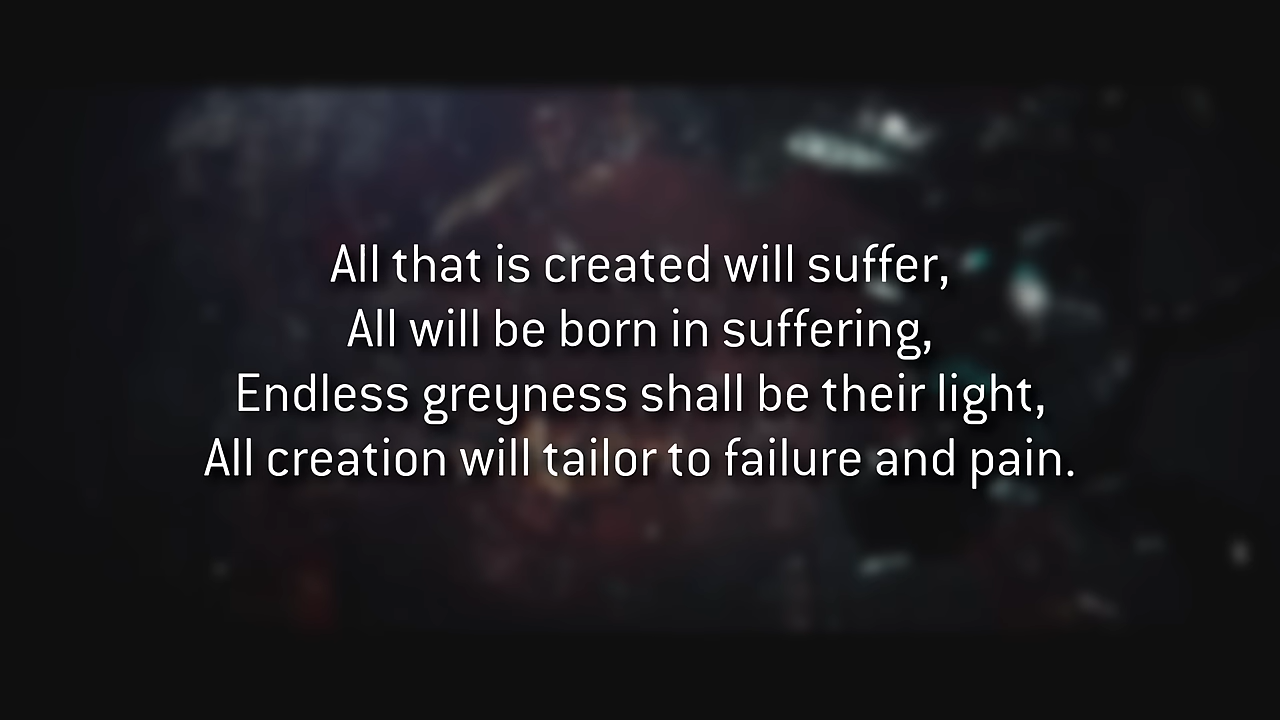 All that is created will suffer,
All will be born in suffering,
Endless greyness shall be their light,
All creation will tailor to failure and pain.